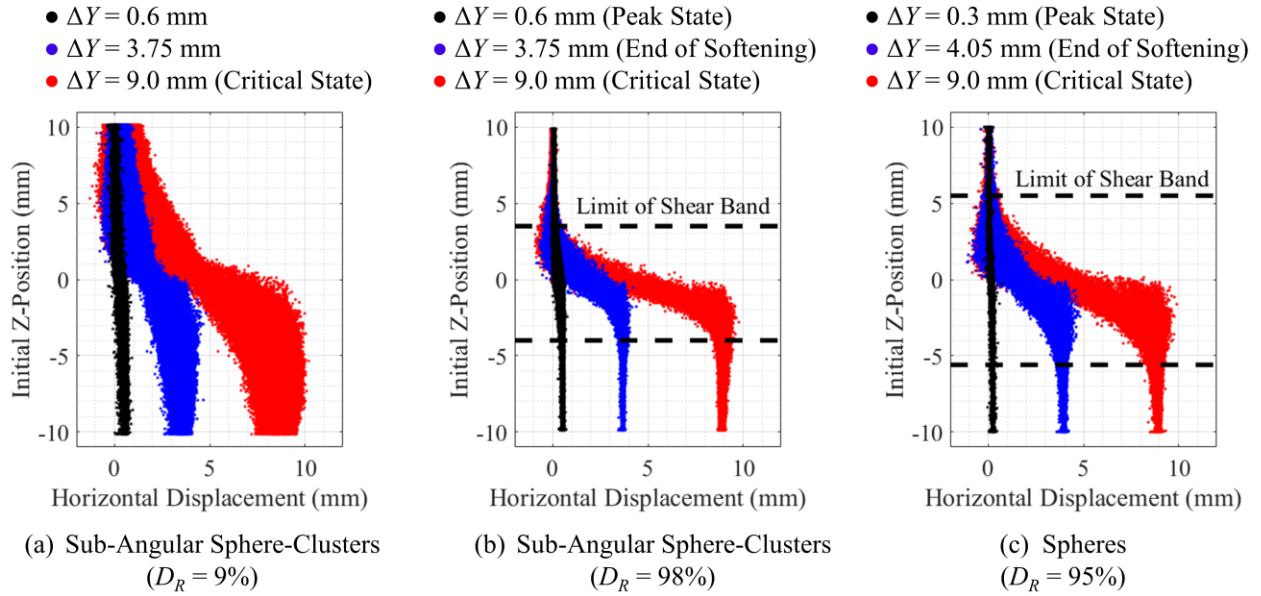 ΔY = 0.6 mm
ΔY = 3.75 mm
ΔY = 9.0 mm (Critical State)
10
5
0
-5
-10
Initial Z-Position (mm)
0
5
10
Horizontal Displacement (mm)
(a) Sub-Angular Sphere-Clusters
(D_R = 9%)
ΔY = 0.6 mm (Peak State)
ΔY = 3.75 mm (End of Softening)
ΔY = 9.0 mm (Critical State)
10
5
0
-5
-10
Initial Z-Position (mm)
Limit of Shear Band
0
5
10
Horizontal Displacement (mm)
(b) Sub-Angular Sphere-Clusters
(D_R = 98%)
ΔY = 0.3 mm (Peak State)
ΔY = 4.05 mm (End of Softening)
ΔY = 9.0 mm (Critical State)
10
5
0
-5
-10
Initial Z-Position (mm)
Limit of Shear Band
0
5
10
Horizontal Displacement (mm)
(c) Spheres
(D_R = 95%)